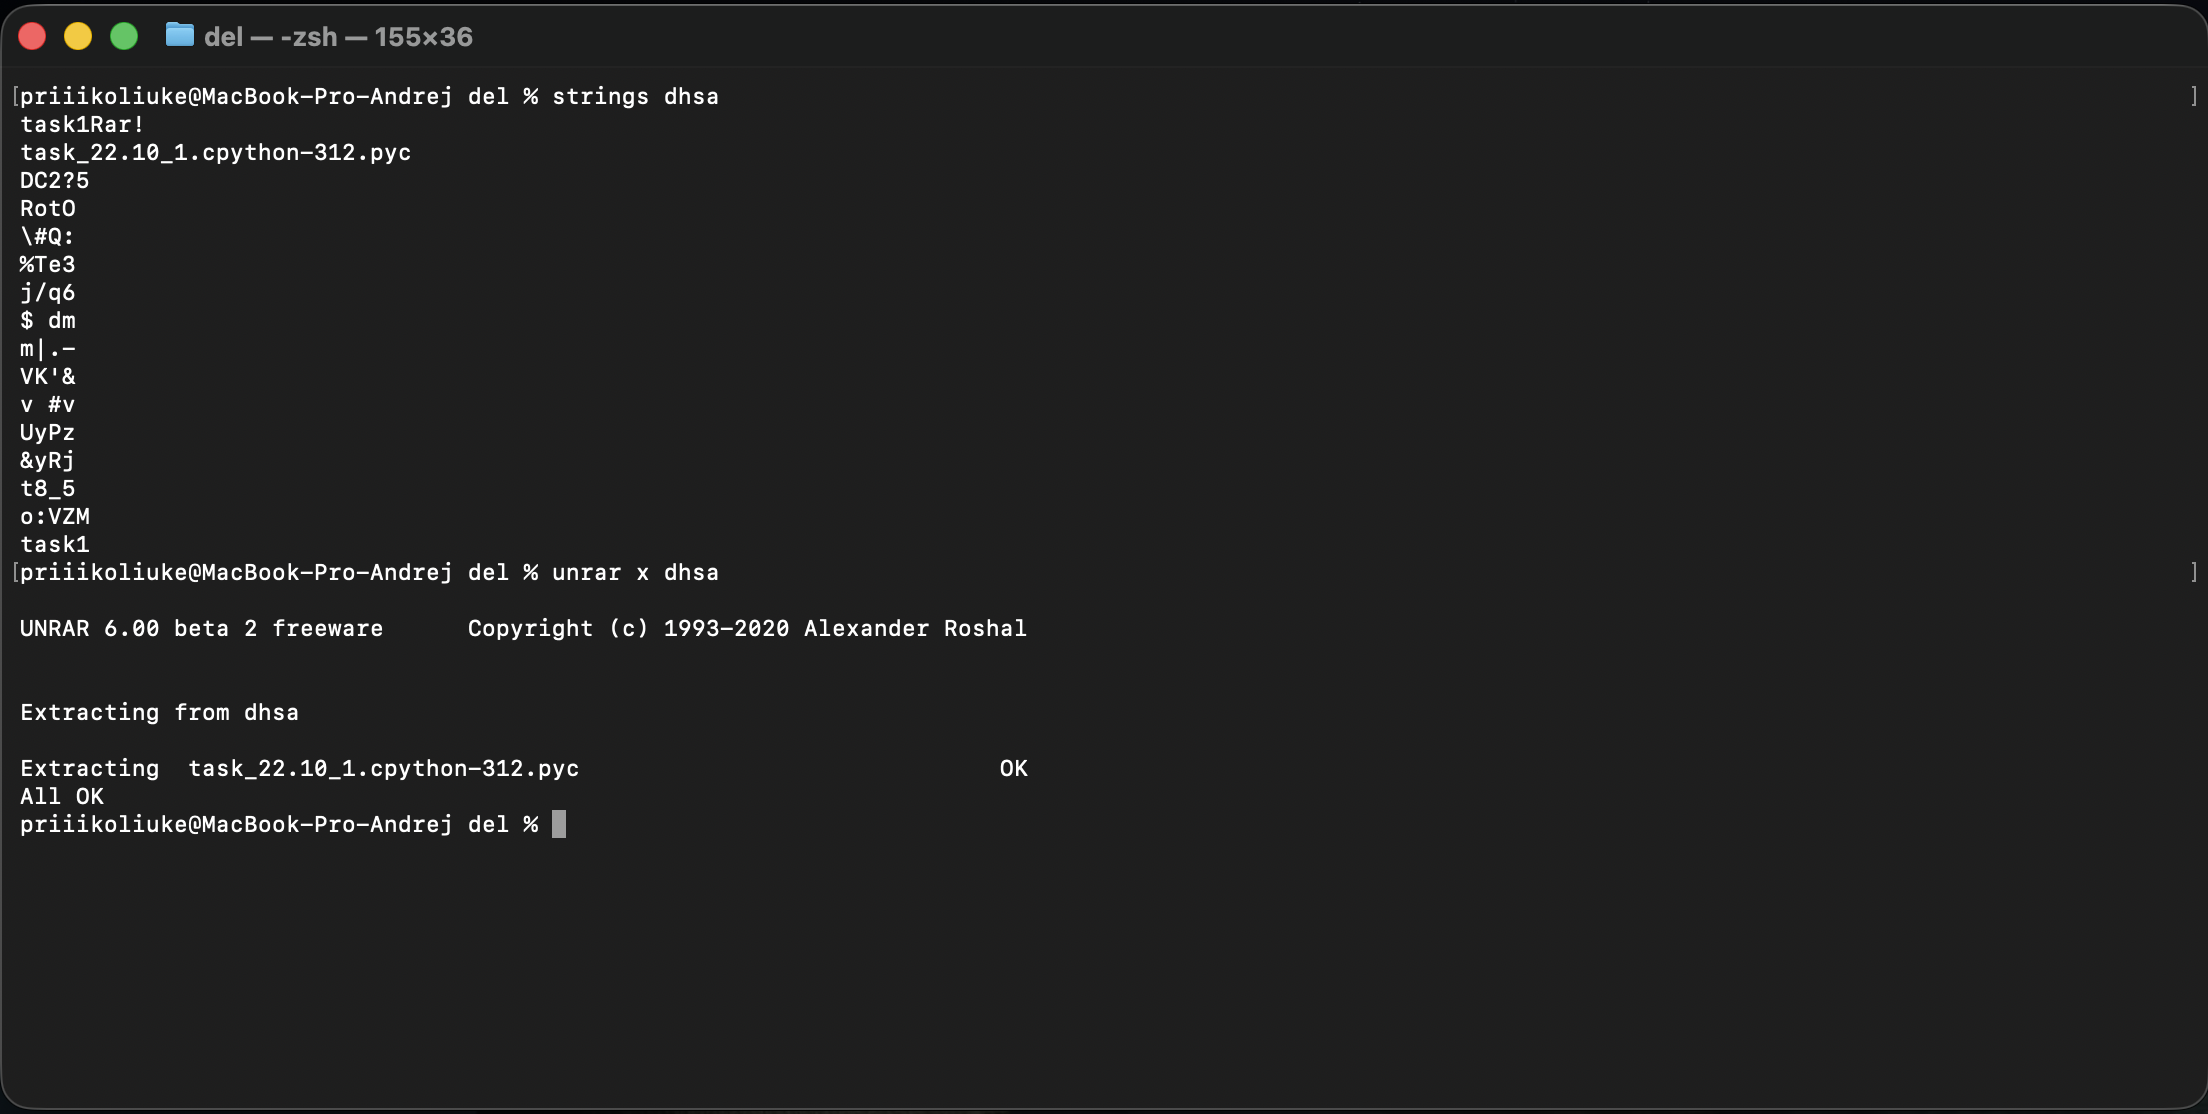 del — -zsh — 155×36
[priiikoliuke@MacBook-Pro-Andrej del % strings dhsa ]
task1Rar!
task_22.10_1.cpython-312.pyc
DC2?5
RotO
\#Q:
%Te3
j/q6
$ dm
m|.-
VK'&
v #v
UyPz
&yRj
t8_5
o:VZM
task1
[priiikoliuke@MacBook-Pro-Andrej del % unrar x dhsa ]
UNRAR 6.00 beta 2 freeware      Copyright (c) 1993-2020 Alexander Roshal
Extracting from dhsa
Extracting  task_22.10_1.cpython-312.pyc                              OK
All OK
priiikoliuke@MacBook-Pro-Andrej del %